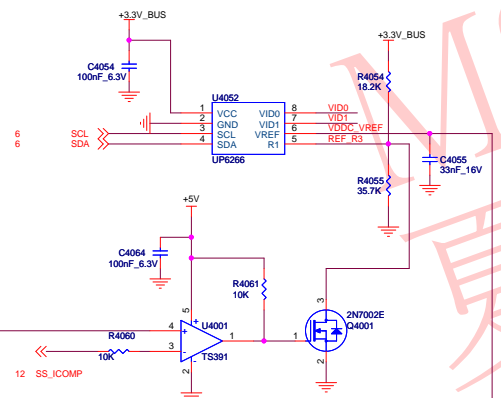 +3.3V_BUS
+3.3V_BUS
C4054
100nF_6.3V
R4054
18.2K
U4052
1 VCC VID0 8 VID0
2 GND VID1 7 VID1
6 SCL 3 SCL VREF 6 VDDC_VREF
6 SDA 4 SDA R1 5 REF_R3
UP6266
C4055
33nF_16V
R4055
35.7K
+5V
C4064
100nF_6.3V
R4061
10K
3
2N7002E
Q4001
5
U4001
4 + + 1 1
R4060
10K
3 - -
TS391
2
2
12 SS_ICOMP
MS